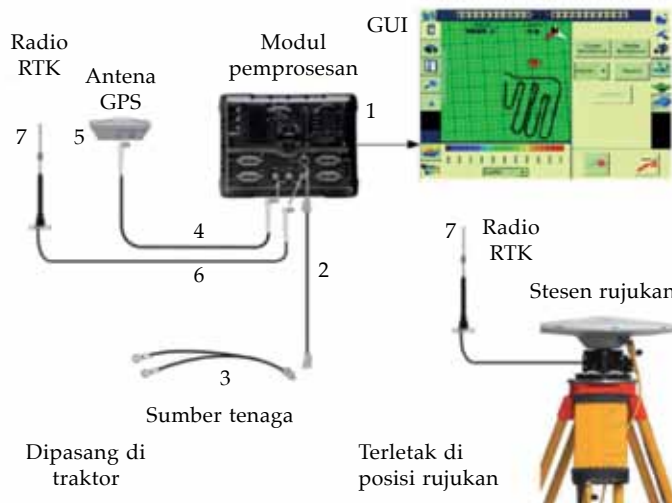 Radio
RTK
Antena
GPS
Modul
pemprosesan
GUI
7
5
1
4
6
2
3
Sumber tenaga
Dipasang di
traktor
7
Radio
RTK
Stesen rujukan
Terletak di
posisi rujukan